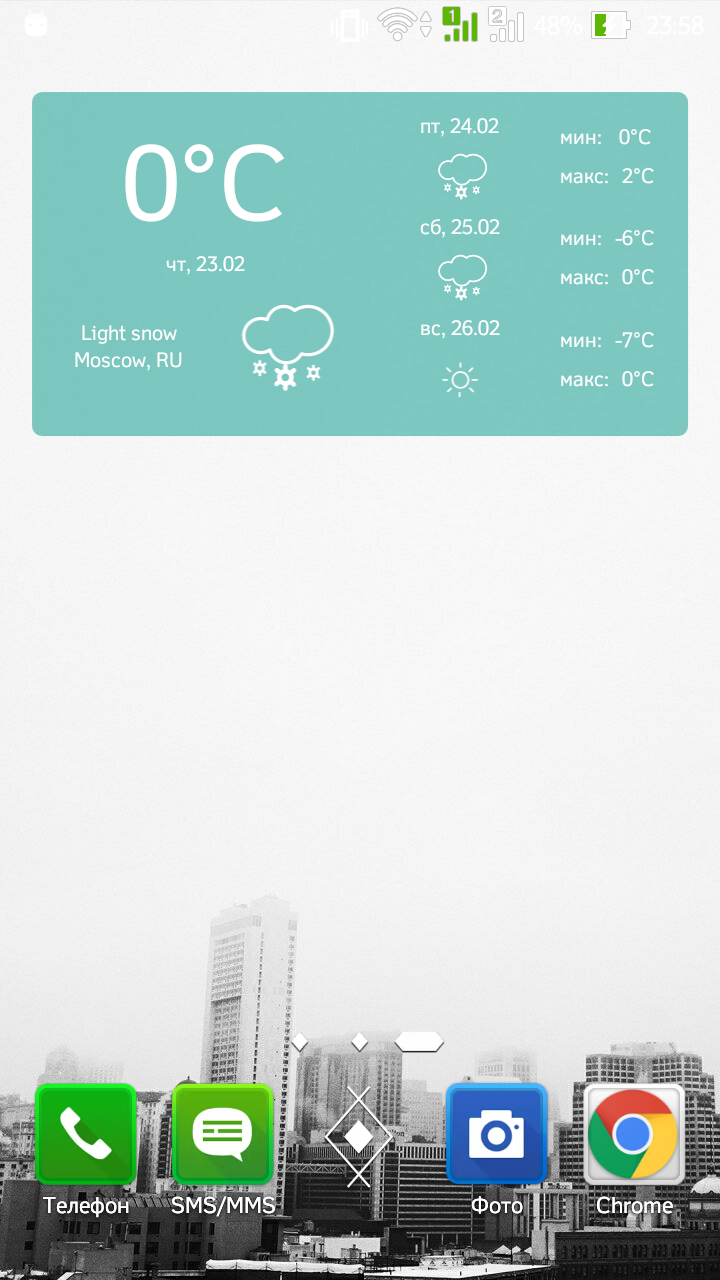 1 2 48% 23:58
0°C
чт, 23.02
Light snow
Moscow, RU
пт, 24.02
мин: 0°C
макс: 2°C
сб, 25.02
мин: -6°C
макс: 0°C
вс, 26.02
мин: -7°C
макс: 0°C
Телефон SMS/MMS Фото Chrome